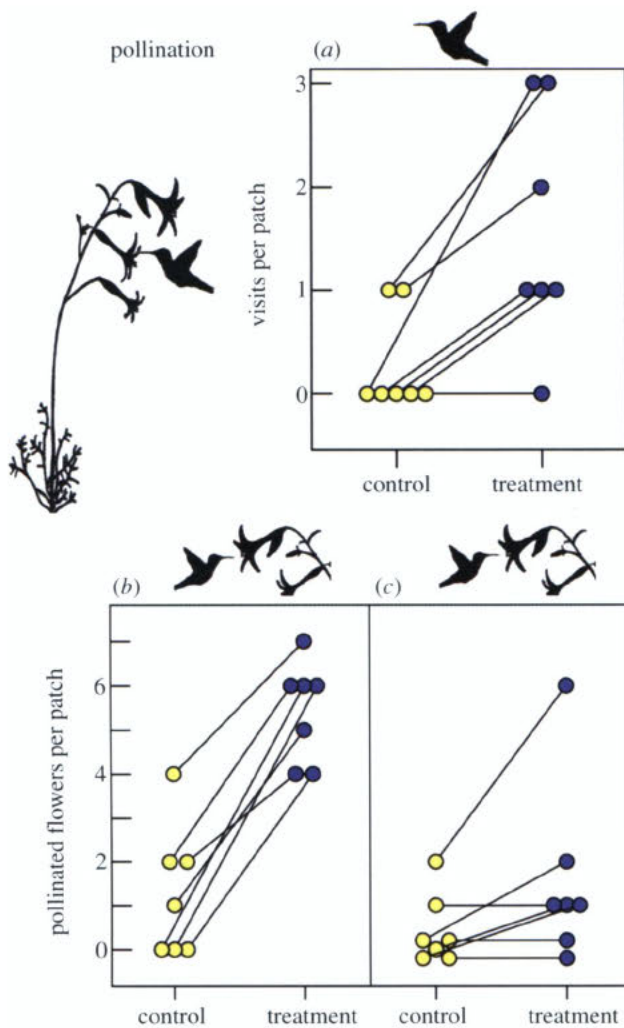 pollination
(a)
visits per patch
3
2
1
0
control treatment
(b)
(c)
pollinated flowers per patch
6
4
2
0
control treatment
control treatment